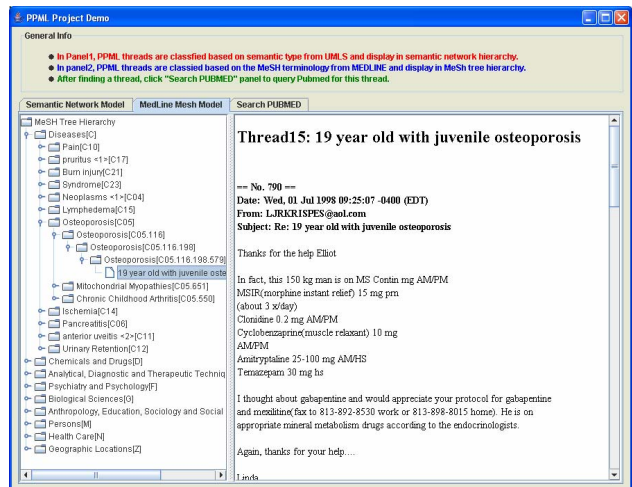 PPML Project Demo
General Info
In Panel1, PPML threads are classfied based on semantic type from UMLS and display in semantic network hierarchy.
In panel2, PPML threads are classied based on the MeSH terminology from MEDLINE and display in MeSh tree hierarchy.
After finding a thread, click "Search PUBMED" panel to query Pubmed for this thread.
Semantic Network Model
MedLine Mesh Model
Search PUBMED
MeSH Tree Hierarchy
Diseases[C]
Pain[C10]
pruritus <1>[C17]
Burn injury[C21]
Syndrome[C23]
Neoplasms <1>[C04]
Lymphedema[C15]
Osteoporosis[C05]
Osteoporosis[C05.116]
Osteoporosis[C05.116.198]
Osteoporosis[C05.116.198.579]
19 year old with juvenile oste
Mitochondrial Myopathies[C05.651]
Chronic Childhood Arthritis[C05.550]
Ischemia[C14]
Pancreatitis[C06]
anterior uveitis <2>[C11]
Urinary Retention[C12]
Chemicals and Drugs[D]
Analytical, Diagnostic and Therapeutic Techniq
Psychiatry and Psychology[F]
Biological Sciences[G]
Anthropology, Education, Sociology and Social
Persons[M]
Health Care[N]
Geographic Locations[Z]
Thread15: 19 year old with juvenile osteoporosis
== No. 790 ==
Date: Wed, 01 Jul 1998 09:25:07 -0400 (EDT)
From: LJRKRISPES@aol.com
Subject: Re: 19 year old with juvenile osteoporosis
Thanks for the help Elliot
In fact, this 150 kg man is on MS Contin mg AM/PM
MSIR(morphine instant relief) 15 mg prn
(about 3 x/day)
Clonidine 0.2 mg AM/PM
Cyclobenzaprine(muscle relaxant) 10 mg
AM/PM
Amitryptaline 25-100 mg AM/HS
Temazepam 30 mg hs
I thought about gabapentine and would appreciate your protocol for gabapentine
and mexilitine(fax to 813-892-8530 work or 813-898-8015 home). He is on
appropriate mineral metabolism drugs according to the endocrinologists.
Again, thanks for your help....
Linda